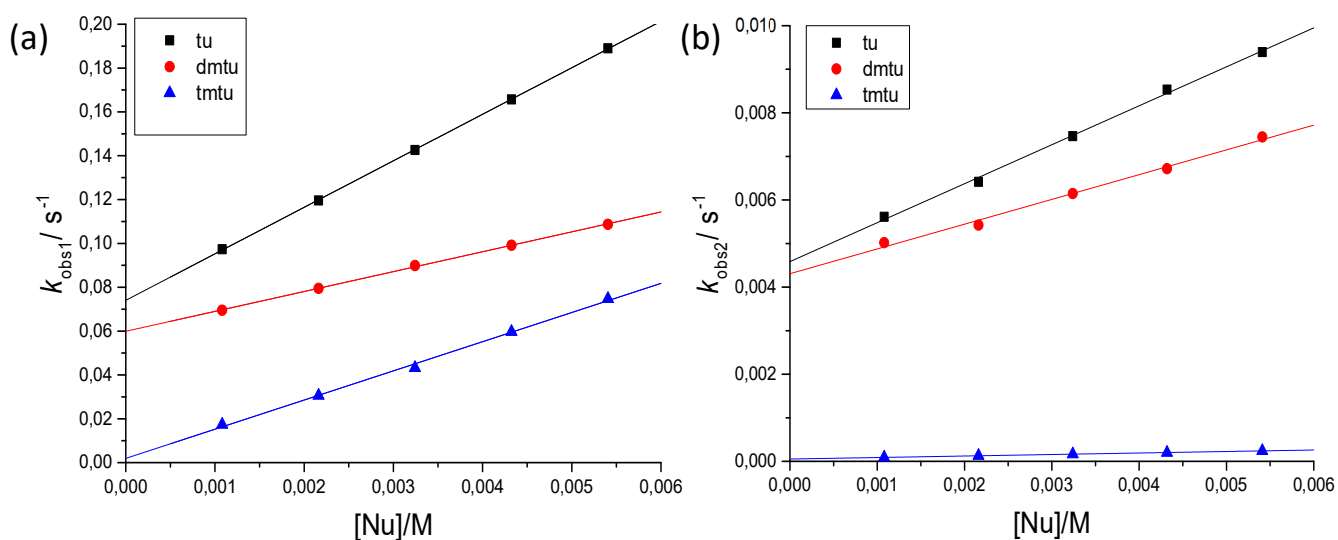 (a)
tu
dmtu
tmtu
0,20
0,18
0,16
0,14
0,12
0,10
0,08
0,06
0,04
0,02
0,00
k_obs1/ s⁻¹
0,000 0,001 0,002 0,003 0,004 0,005 0,006
[Nu]/M
(b)
tu
dmtu
tmtu
0,010
0,008
0,006
0,004
0,002
0,000
k_obs2/ s⁻¹
0,000 0,001 0,002 0,003 0,004 0,005 0,006
[Nu]/M